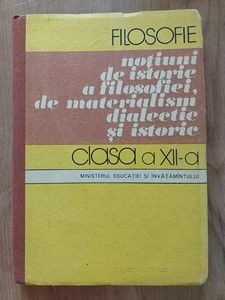 FILOSOFIE
noțiuni
de istorie
a filosofiei,
de materialism
dialectic
și istoric
clasa a XII-a
MINISTERUL EDUCAȚIEI ȘI ÎNVĂȚĂMÎNTULUI